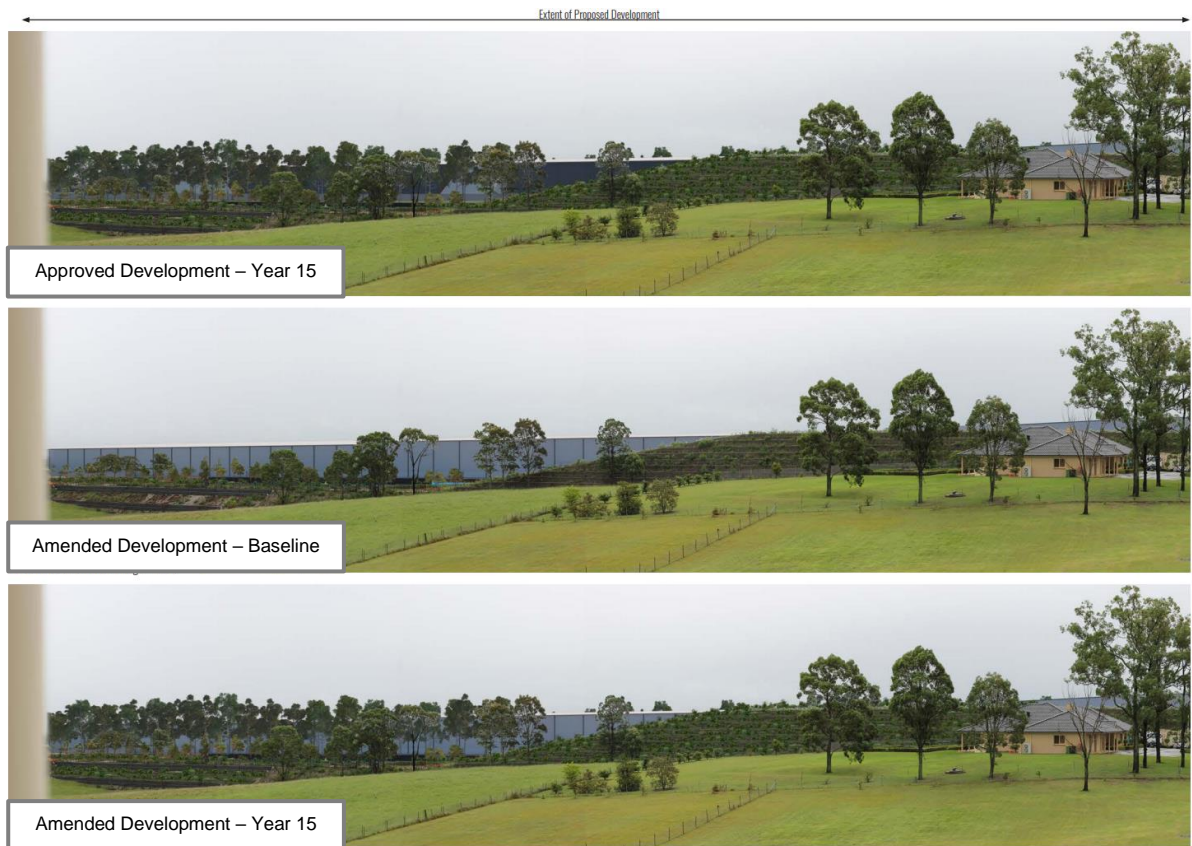 Extent of Proposed Development
Approved Development – Year 15
Amended Development – Baseline
Amended Development – Year 15